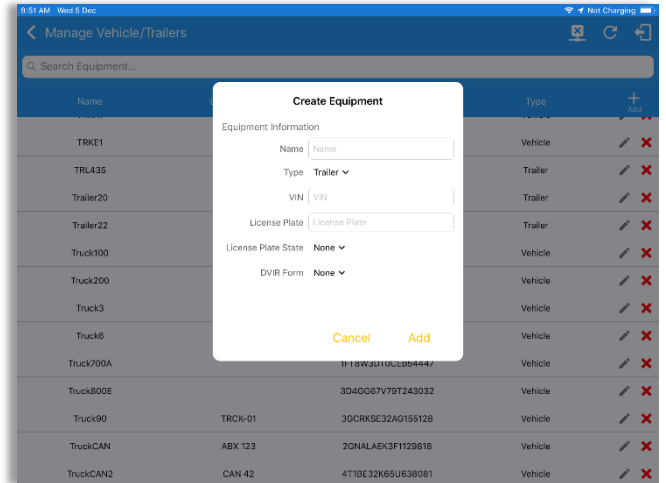 9:51 AM Wed 5 Dec Not Charging
Manage Vehicle/Trailers
Search Equipment...
Name Type Add
Create Equipment
Equipment Information
Name Name
Type Trailer
VIN VIN
License Plate License Plate
License Plate State None
DVIR Form None
Cancel Add
TRKE1 Vehicle
TRL435 Trailer
Trailer20 Trailer
Trailer22 Trailer
Truck100 Vehicle
Truck200 Vehicle
Truck3 Vehicle
Truck6 Vehicle
Truck700A 1FT8W3DT0CEB54447 Vehicle
Truck800E 3D4GG67V79T243032 Vehicle
Truck90 TRCK-01 3GCRKSE32AG155128 Vehicle
TruckCAN ABX 123 2GNALAEK3F1129818 Vehicle
TruckCAN2 CAN 42 4T1BE32K65U638081 Vehicle